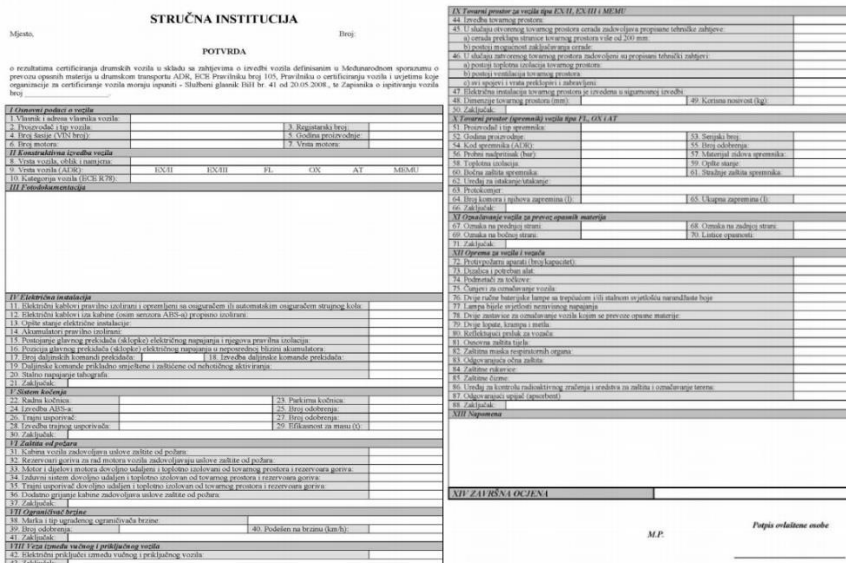 STRUČNA INSTITUCIJA
Mjesto,
Broj:
POTVRDA
o rezultatima certificiranja drumskih vozila u skladu sa zahtjevima o izvedbi vozila definisanim u Međunarodnom sporazumu o
prevozu opasnih materija u drumskom transportu ADR, ECE Pravilniku broj 105, Pravilniku o certificiranju vozila i uvjetima koje
organizacije za certificiranje vozila moraju ispuniti - Službeni glasnik BiH br. 41 od 20.05.2008., te Zapisnika o ispitivanju vozila
broj
I Osnovni podaci o vozilu
1. Vlasnik i adresa vlasnika vozila:
2. Proizvođač i tip vozila:
3. Registarski broj:
4. Broj šasije (VIN broj):
5. Godina proizvodnje:
6. Broj motora:
7. Vrsta motora:
II Konstruktivna izvedba vozila
8. Vrsta vozila, oblik i namjena:
9. Vrsta vozila (ADR): EX/II EX/III FL OX AT MEMU
10. Kategorija vozila (ECE R78):
III Fotodokumentacija
IV Električna instalacija
11. Električni kablovi pravilno izolirani i opremljeni sa osiguračem ili automatskim osiguračem strujnog kola:
12. Električni kablovi iza kabine (osim senzora ABS-a) propisno izolirani:
13. Opšte stanje električne instalacije:
14. Akumulatori pravilno izolirani:
15. Postojanje glavnog prekidača (sklopke) električnog napajanja i njegova pravilna izolacija:
16. Pozicija glavnog prekidača (sklopke) električnog napajanja u neposrednoj blizini akumulatora:
17. Broj daljinskih komandi prekidača:
18. Izvedba daljinske komande prekidača:
19. Daljinske komande prikladno smještene i zaštićene od nehotičnog aktiviranja:
20. Stalno napajanje tahografa:
21. Zaključak:
V Sistem kočenja
22. Radna kočnica:
23. Parkirna kočnica:
24. Izvedba ABS-a:
25. Broj odobrenja:
26. Trajni usporivač:
27. Broj odobrenja:
28. Izvedba trajnog usporivača:
29. Efikasnost za masu (t):
30. Zaključak:
VI Zaštita od požara
31. Kabina vozila zadovoljava uslove zaštite od požara:
32. Rezervoari goriva za rad motora vozila zadovoljavaju uslove zaštite od požara:
33. Motor i dijelovi motora dovoljno udaljeni i toplotno izolovani od tovarnog prostora i rezervoara goriva:
34. Izduvni sistem dovoljno udaljen i toplotno izolovan od tovarnog prostora i rezervoara goriva:
35. Trajni usporivač dovoljno udaljen i toplotno izolovan od tovarnog prostora i rezervoara goriva:
36. Dodatno grijanje kabine zadovoljava uslove zaštite od požara:
37. Zaključak:
VII Ograničivač brzine
38. Marka i tip ugrađenog ograničivača brzine:
39. Broj odobrenja:
40. Podešen na brzinu (km/h):
41. Zaključak:
VIII Veza između vučnog i priključnog vozila
42. Električni priključci između vučnog i priključnog vozila:
43. Zaključak:
IX Tovarni prostor za vozila tipa EX/II, EX/III i MEMU
44. Izvedba tovarnog prostora:
45. U slučaju otvorenog tovarnog prostora cerada zadovoljava propisane tehničke zahtjeve:
a) cerada preklapa stranice tovarnog prostora više od 200 mm:
b) postoji mogućnost zaključavanja cerade:
46. U slučaju zatvorenog tovarnog prostora zadovoljeni su propisani tehnički zahtjevi:
a) postoji toplotna izolacija tovarnog prostora:
b) postoji ventilacija tovarnog prostora:
c) svi spojevi i vrata preklopivi i zabravljeni:
47. Električna instalacija tovarnog prostora je izvedena u sigurnosnoj izvedbi:
48. Dimenzije tovarnog prostora (mm):
49. Korisna nosivost (kg):
50. Zaključak:
X Tovarni prostor (spremnik) vozila tipa FL, OX i AT
51. Proizvođač i tip spremnika:
52. Godina proizvodnje:
53. Serijski broj:
54. Kod spremnika (ADR):
55. Broj odobrenja:
56. Probni nadpritisak (bar):
57. Materijal zidova spremnika:
58. Toplotna izolacija:
59. Opšte stanje:
60. Bočna zaštita spremnika:
61. Stražnja zaštita spremnika:
62. Uređaj za istakanje/utakanje:
63. Protokomjer:
64. Broj komora i njihova zapremina (l):
65. Ukupna zapremina (l):
66. Zaključak:
XI Označavanje vozila za prevoz opasnih materija
67. Oznaka na prednjoj strani:
68. Oznaka na zadnjoj strani:
69. Oznaka na bočnoj strani:
70. Listice opasnosti:
71. Zaključak:
XII Oprema za vozilo i vozača
72. Protivpožarni aparati (broj/kapacitet):
73. Dizalica i potreban alat:
74. Podmetači za točkove:
75. Čunjevi za označavanje vozila:
76. Dvije ručne baterijske lampe sa trepćućom i/ili stalnom svjetlošću narandžaste boje
77. Lampa bijele svjetlosti nezavisnog napajanja
78. Dvije zastavice za označavanje vozila kojim se prevoze opasne materije:
79. Dvije lopate, krampa i metla:
80. Reflektujući prsluk za vozača:
81. Osnovna zaštita tijela:
82. Zaštitna maska respiratornih organa
83. Odgovarajuća očna zaštita:
84. Zaštitne rukavice:
85. Zaštitne čizme:
86. Uređaj za kontrolu radioaktivnog zračenja i sredstva za zaštitu i označavanje terena:
87. Odgovarajući upijač (apsorbent)
88. Zaključak:
XIII Napomena
XIV ZAVRŠNA OCJENA
M.P.
Potpis ovlaštene osobe